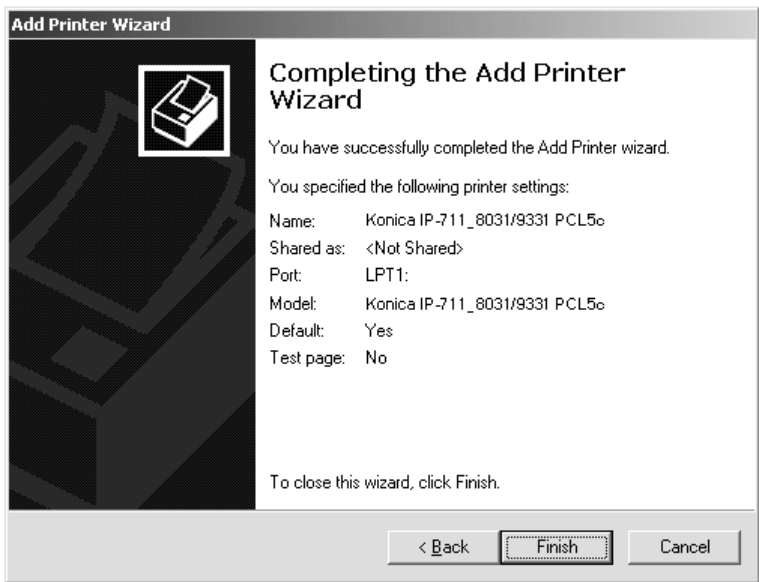 Add Printer Wizard
Completing the Add Printer
Wizard
You have successfully completed the Add Printer wizard.
You specified the following printer settings:
Name: Konica IP-711_8031/9331 PCL5c
Shared as: <Not Shared>
Port: LPT1:
Model: Konica IP-711_8031/9331 PCL5c
Default: Yes
Test page: No
To close this wizard, click Finish.
< Back Finish Cancel